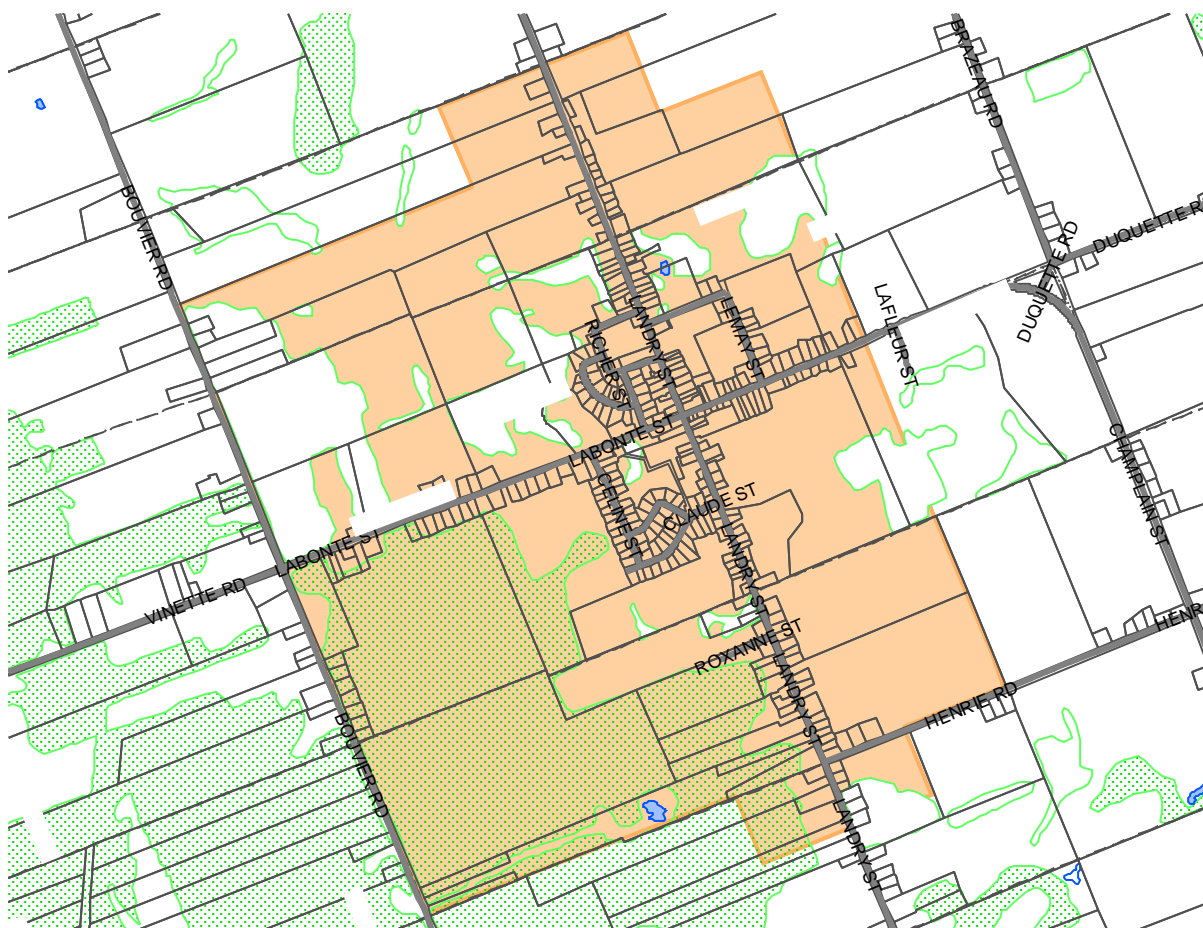 BRAZEAU RD
BOUVIER RD
DUQUETTE R
DUQUETTE RD
LAFLEUR ST
LANDRY ST
LEMAY ST
RICHER ST
LABONTE ST
CHAMPLAIN ST
CELINE ST
CLAUDE ST
LANDRY ST
LABONTE S
VINETTE RD
HENR
ROXANNE ST
LANDRY ST
HENRIE RD
BOUVIER RD
LANDRY ST